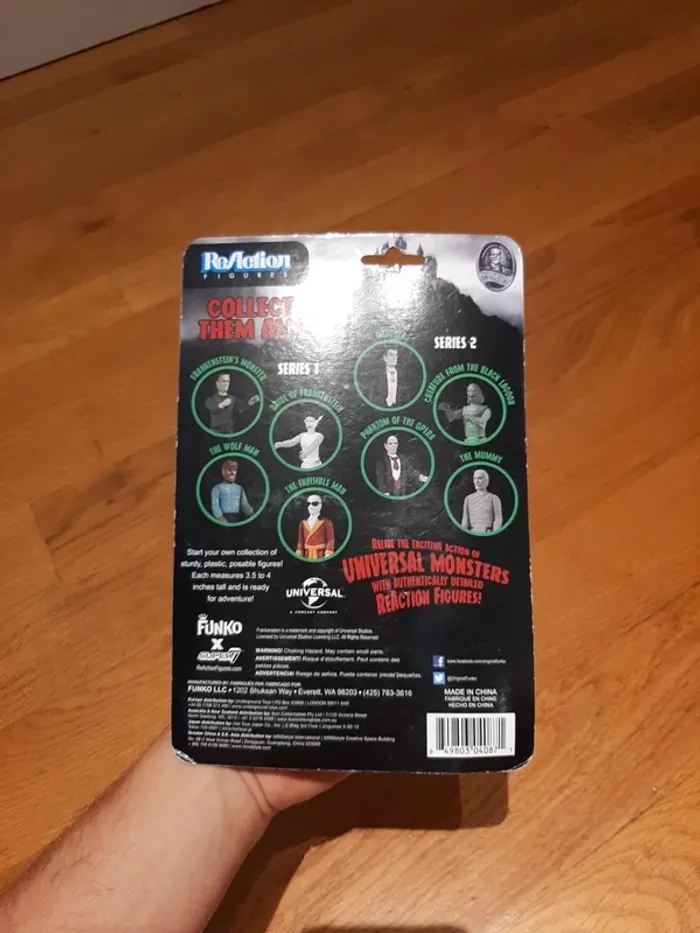 ReAction
FIGURES
COLLECT
THEM
SERIES 1
SERIES 2
FRANKENSTEIN'S MONSTER
BRIDE OF FRANKENSTEIN
CREATURE FROM THE BLACK LAGOON
PHANTOM OF THE OPERA
THE WOLF MAN
THE INVISIBLE MAN
THE MUMMY
Start your own collection of
sturdy, plastic, posable figures!
Each measures 3.5 to 4
inches tall and is ready
for adventure!
UNIVERSAL
A COMCAST COMPANY
RELIVE THE EXCITING ACTION OF
UNIVERSAL MONSTERS
WITH AUTHENTICALLY DETAILED
REACTION FIGURES!
FUNKO
X
SUPER7
ReActionFigures.com
Frankenstein is a trademark and copyright of Universal Studios.
Licensed by Universal Studios Licensing LLC. All Rights Reserved.
WARNING! Choking Hazard. May contain small parts.
AVERTISSEMENT! Risque d'étouffement. Peut contenir des
petites pièces.
ADVERTENCIA! Riesgo de asfixia. Puede contener piezas pequeñas.
MANUFACTURED BY: FABRIQUÉS PAR: FABRICADO POR:
FUNKO LLC • 1202 Shuksan Way • Everett, WA 98203 • (425) 783-3616
@OriginalFunko
MADE IN CHINA
FABRIQUÉ EN CHINE
HECHO EN CHINA
49803 04087